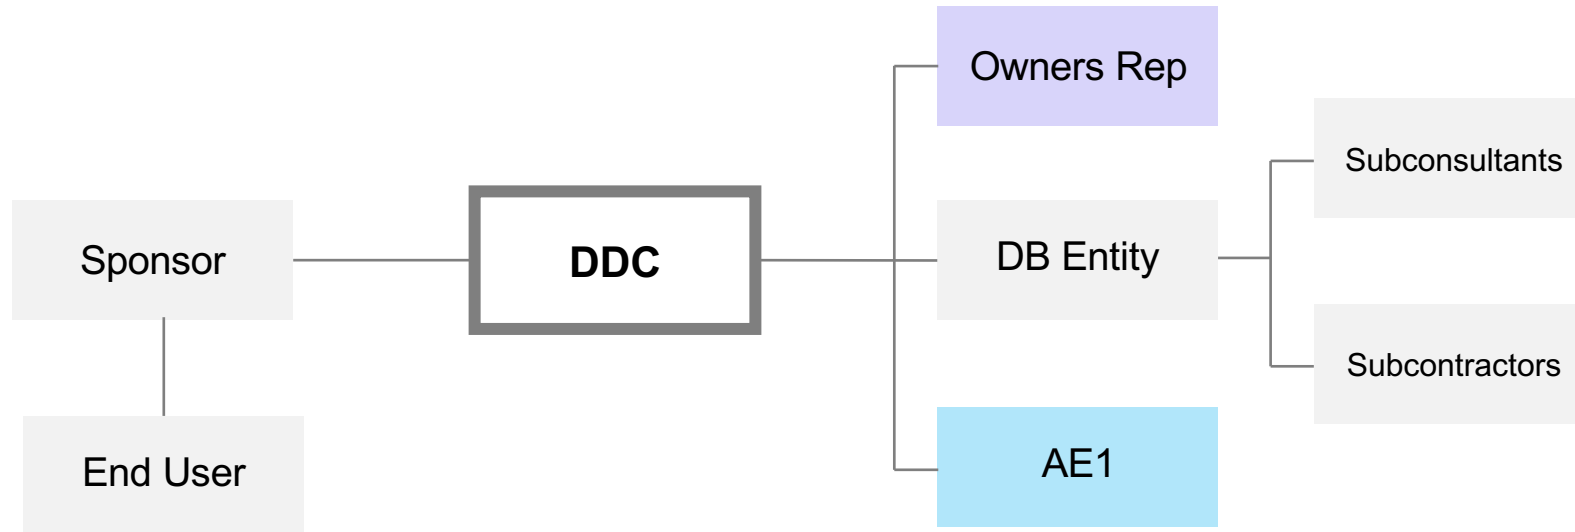 Owners Rep
Subconsultants
Sponsor
DDC
DB Entity
Subcontractors
End User
AE1